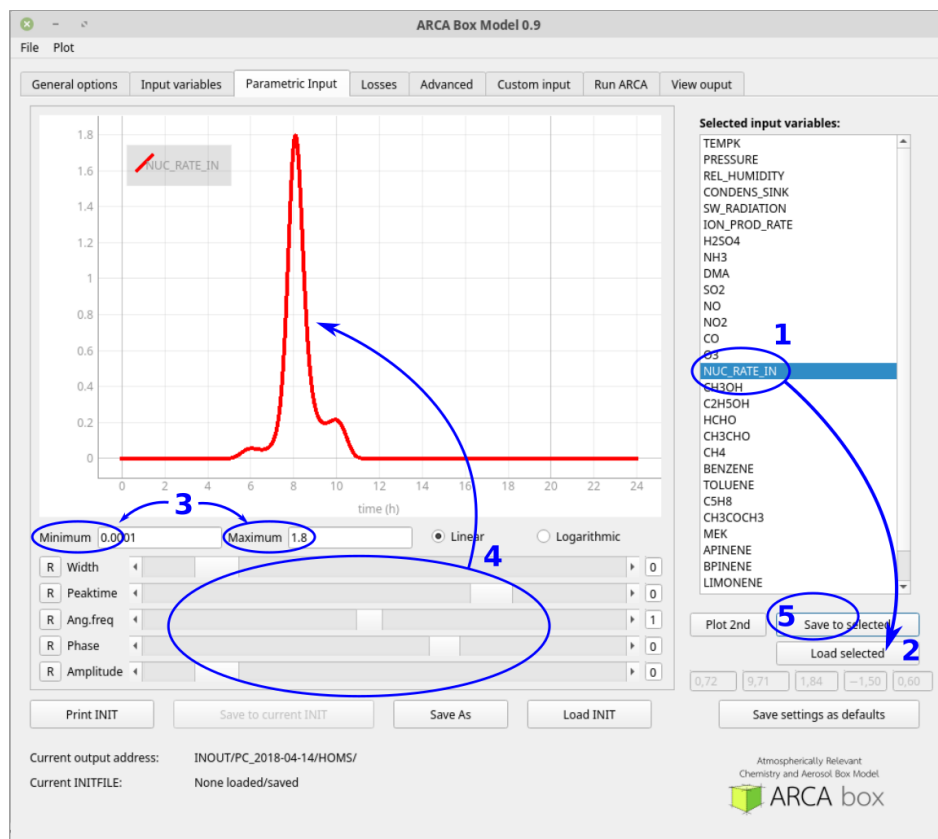 ARCA Box Model 0.9
File Plot
General options Input variables Parametric Input Losses Advanced Custom input Run ARCA View ouput
Selected input variables:
TEMPK
PRESSURE
REL_HUMIDITY
CONDENS_SINK
SW_RADIATION
ION_PROD_RATE
H2SO4
NH3
DMA
SO2
NO
NO2
CO
O3
NUC_RATE_IN
CH3OH
C2H5OH
HCHO
CH3CHO
CH4
BENZENE
TOLUENE
C5H8
CH3COCH3
MEK
APINENE
BPINENE
LIMONENE
1
NUC_RATE_IN
1.8
1.6
1.4
1.2
1
0.8
0.6
0.4
0.2
0
0 2 4 6 8 10 12 14 16 18 20 22 24
time (h)
3
Minimum 0.0001 Maximum 1.8 Linear Logarithmic
4
R Width 0
R Peaktime 0
R Ang.freq 1
R Phase 0
R Amplitude 0
Plot 2nd 5 Save to selected
Load selected 2
0,72 9,71 1,84 −1,50 0,60
Print INIT Save to current INIT Save As Load INIT Save settings as defaults
Current output address: INOUT/PC_2018-04-14/HOMS/
Current INITFILE: None loaded/saved
Atmospherically Relevant
Chemistry and Aerosol Box Model
ARCA box